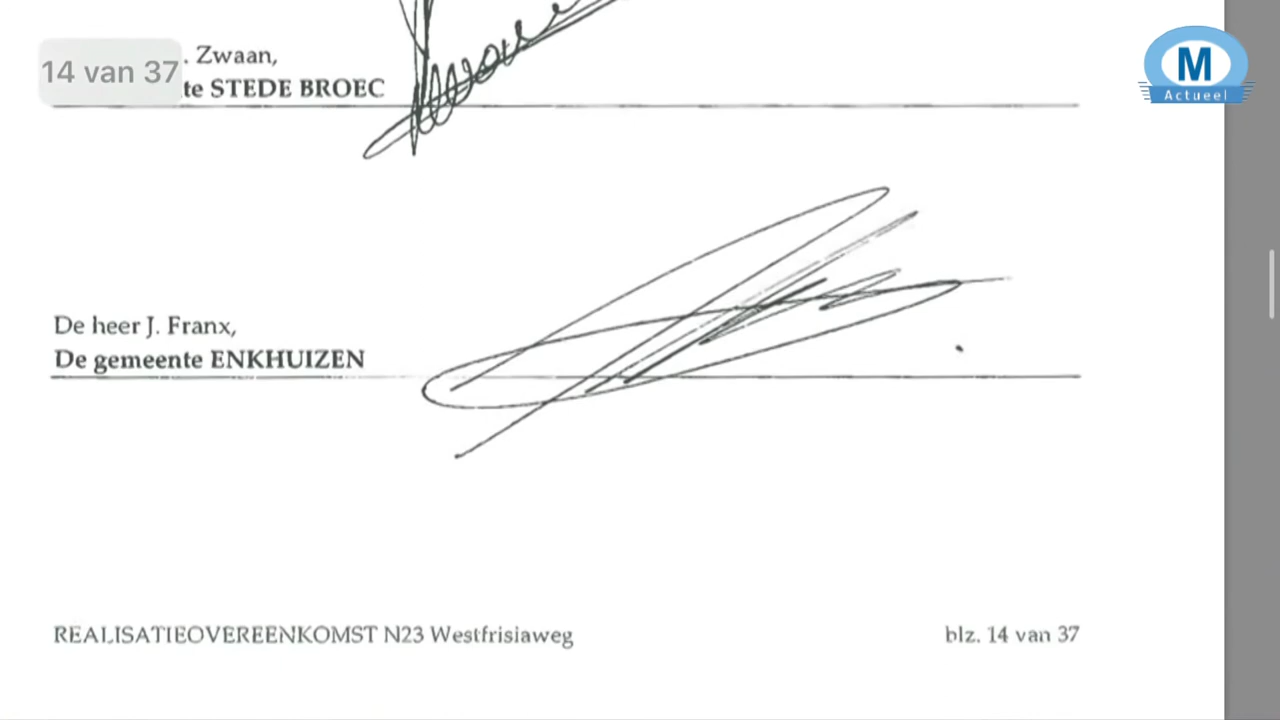 . Zwaan,
14 van 37
te STEDE BROEC
M
Actueel
De heer J. Franx,
De gemeente ENKHUIZEN
REALISATIEOVEREENKOMST N23 Westfrisiaweg
blz. 14 van 37